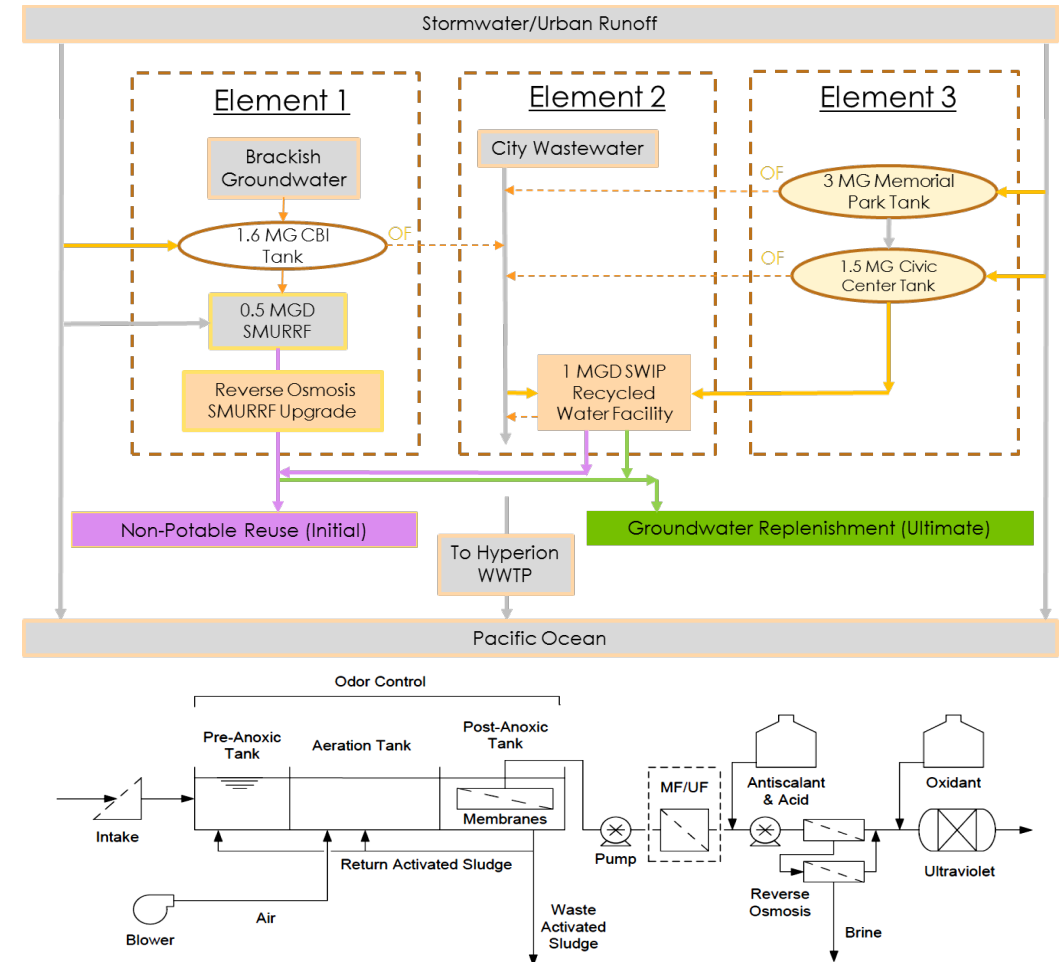 Stormwater/Urban Runoff
Element 1
Element 2
Element 3
Brackish
Groundwater
City Wastewater
OF
3 MG Memorial
Park Tank
1.6 MG CBI
Tank
OF
OF
1.5 MG Civic
Center Tank
0.5 MGD
SMURRF
Reverse Osmosis
SMURRF Upgrade
1 MGD SWIP
Recycled
Water Facility
Non-Potable Reuse (Initial)
Groundwater Replenishment (Ultimate)
To Hyperion
WWTP
Pacific Ocean
Odor Control
Pre-Anoxic
Tank
Aeration Tank
Post-Anoxic
Tank
Membranes
Intake
Return Activated Sludge
Blower
Air
Waste
Activated
Sludge
Pump
MF/UF
Antiscalant
& Acid
Reverse
Osmosis
Brine
Oxidant
Ultraviolet